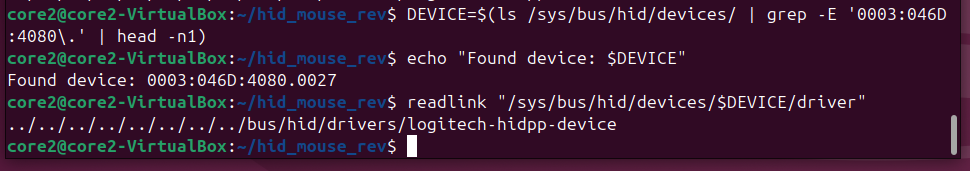 core2@core2-VirtualBox:~/hid_mouse_rev$ DEVICE=$(ls /sys/bus/hid/devices/ | grep -E '0003:046D
:4080\.' | head -n1)
core2@core2-VirtualBox:~/hid_mouse_rev$ echo "Found device: $DEVICE"
Found device: 0003:046D:4080.0027
core2@core2-VirtualBox:~/hid_mouse_rev$ readlink "/sys/bus/hid/devices/$DEVICE/driver"
../../../../../../../../bus/hid/drivers/logitech-hidpp-device
core2@core2-VirtualBox:~/hid_mouse_rev$